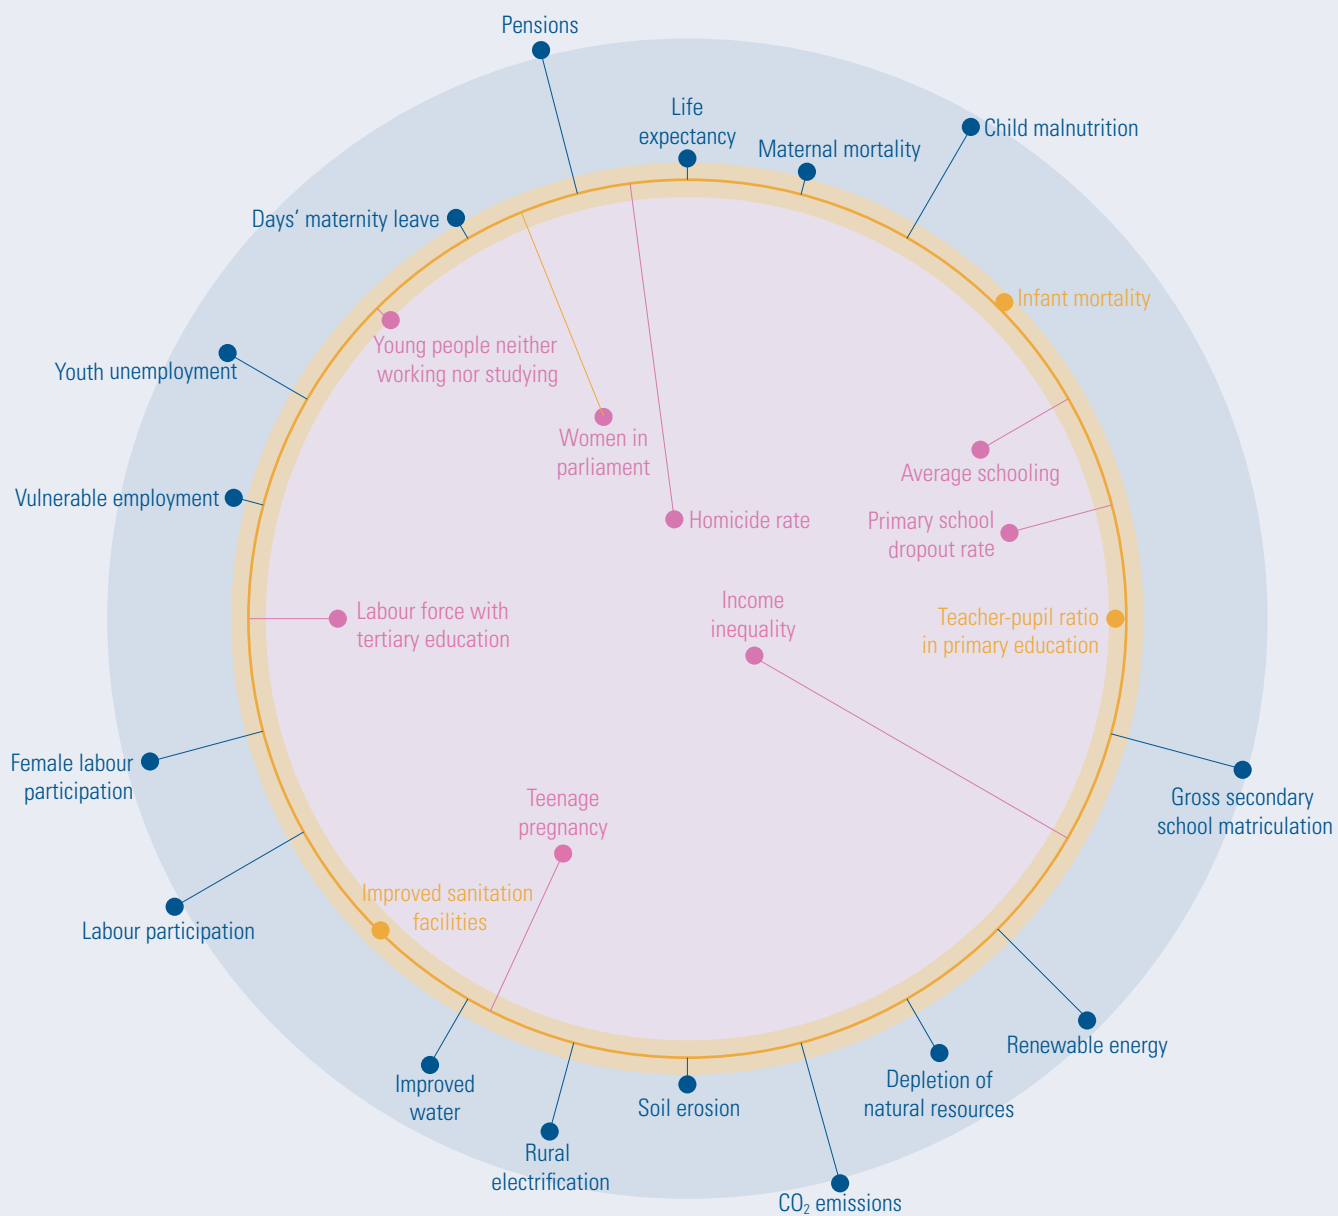 Pensions
Life
expectancy
Maternal mortality
Child malnutrition
Days’ maternity leave
Infant mortality
Young people neither
working nor studying
Youth unemployment
Women in
parliament
Average schooling
Vulnerable employment
Homicide rate
Primary school
dropout rate
Labour force with
tertiary education
Income
inequality
Teacher-pupil ratio
in primary education
Female labour
participation
Teenage
pregnancy
Gross secondary
school matriculation
Improved sanitation
facilities
Labour participation
Renewable energy
Improved
water
Depletion of
natural resources
Soil erosion
Rural
electrification
CO₂ emissions